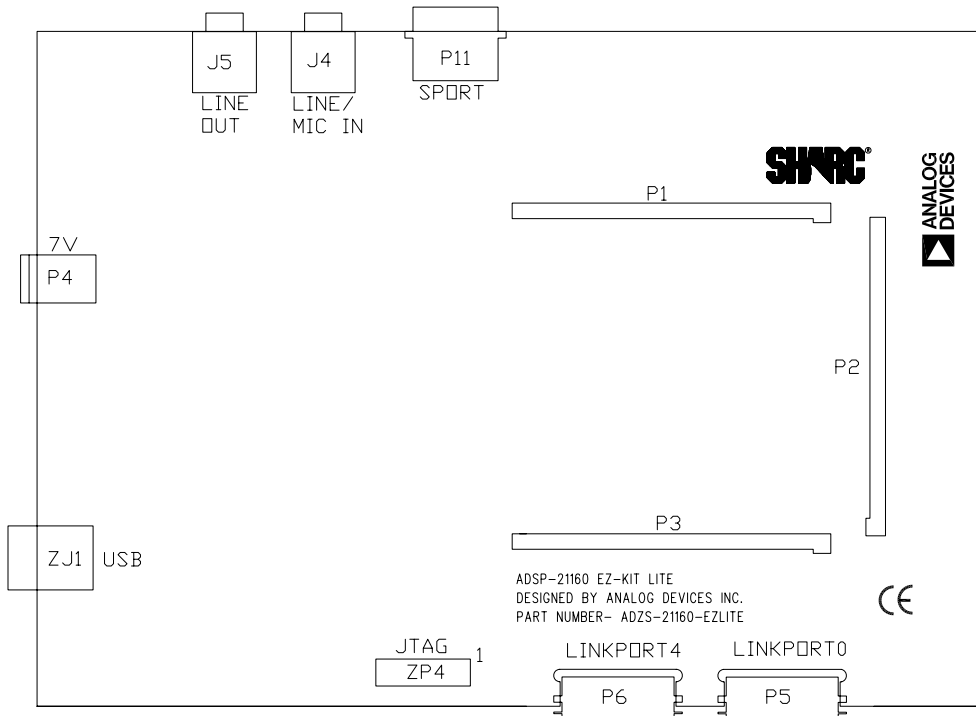 J5
J4
P11
LINE
OUT
LINE/
MIC IN
SPORT
SHARC®
ANALOG
DEVICES
P1
7V
P4
P2
P3
ZJ1
USB
ADSP-21160 EZ-KIT LITE
DESIGNED BY ANALOG DEVICES INC.
PART NUMBER- ADZS-21160-EZLITE
CE
JTAG
1
ZP4
LINKPORT4
LINKPORT0
P6
P5